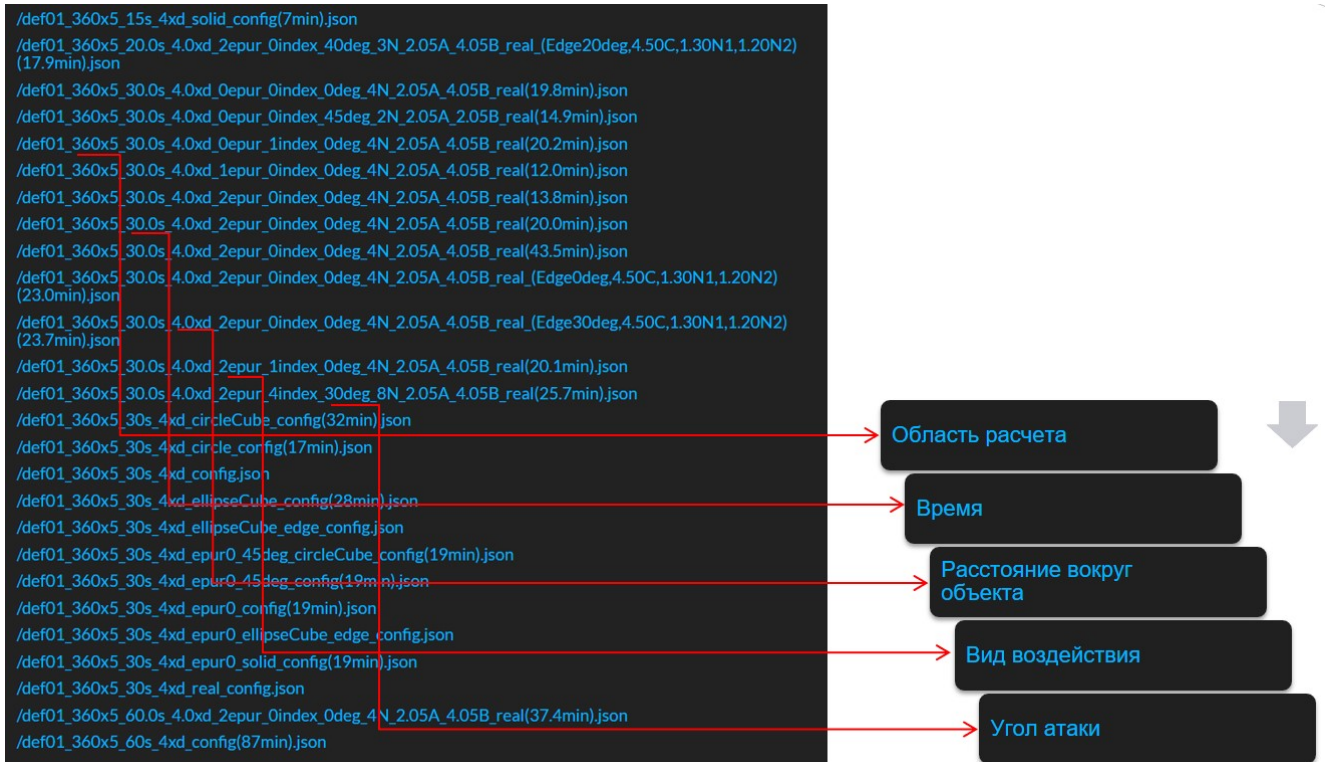 /def01_360x5_15s_4xd_solid_config(7min).json
/def01_360x5_20.0s_4.0xd_2epur_0index_40deg_3N_2.05A_4.05B_real_(Edge20deg,4.50C,1.30N1,1.20N2)
(17.9min).json
/def01_360x5_30.0s_4.0xd_0epur_0index_0deg_4N_2.05A_4.05B_real(19.8min).json
/def01_360x5_30.0s_4.0xd_0epur_0index_45deg_2N_2.05A_2.05B_real(14.9min).json
/def01_360x5_30.0s_4.0xd_0epur_1index_0deg_4N_2.05A_4.05B_real(20.2min).json
/def01_360x5_30.0s_4.0xd_1epur_0index_0deg_4N_2.05A_4.05B_real(12.0min).json
/def01_360x5_30.0s_4.0xd_2epur_0index_0deg_4N_2.05A_4.05B_real(13.8min).json
/def01_360x5_30.0s_4.0xd_2epur_0index_0deg_4N_2.05A_4.05B_real(20.0min).json
/def01_360x5_30.0s_4.0xd_2epur_0index_0deg_4N_2.05A_4.05B_real(43.5min).json
/def01_360x5_30.0s_4.0xd_2epur_0index_0deg_4N_2.05A_4.05B_real_(Edge0deg,4.50C,1.30N1,1.20N2)
(23.0min).json
/def01_360x5_30.0s_4.0xd_2epur_0index_0deg_4N_2.05A_4.05B_real_(Edge30deg,4.50C,1.30N1,1.20N2)
(23.7min).json
/def01_360x5_30.0s_4.0xd_2epur_1index_0deg_4N_2.05A_4.05B_real(20.1min).json
/def01_360x5_30.0s_4.0xd_2epur_4index_30deg_8N_2.05A_4.05B_real(25.7min).json
/def01_360x5_30s_4xd_circleCube_config(32min).json
/def01_360x5_30s_4xd_circle_config(17min).json
/def01_360x5_30s_4xd_config.json
/def01_360x5_30s_4xd_ellipseCube_config(28min).json
/def01_360x5_30s_4xd_ellipseCube_edge_config.json
/def01_360x5_30s_4xd_epur0_45deg_circleCube_config(19min).json
/def01_360x5_30s_4xd_epur0_45deg_config(19min).json
/def01_360x5_30s_4xd_epur0_config(19min).json
/def01_360x5_30s_4xd_epur0_ellipseCube_edge_config.json
/def01_360x5_30s_4xd_epur0_solid_config(19min).json
/def01_360x5_30s_4xd_real_config.json
/def01_360x5_60.0s_4.0xd_2epur_0index_0deg_4N_2.05A_4.05B_real(37.4min).json
/def01_360x5_60s_4xd_config(87min).json
Область расчета
Время
Расстояние вокруг
объекта
Вид воздействия
Угол атаки